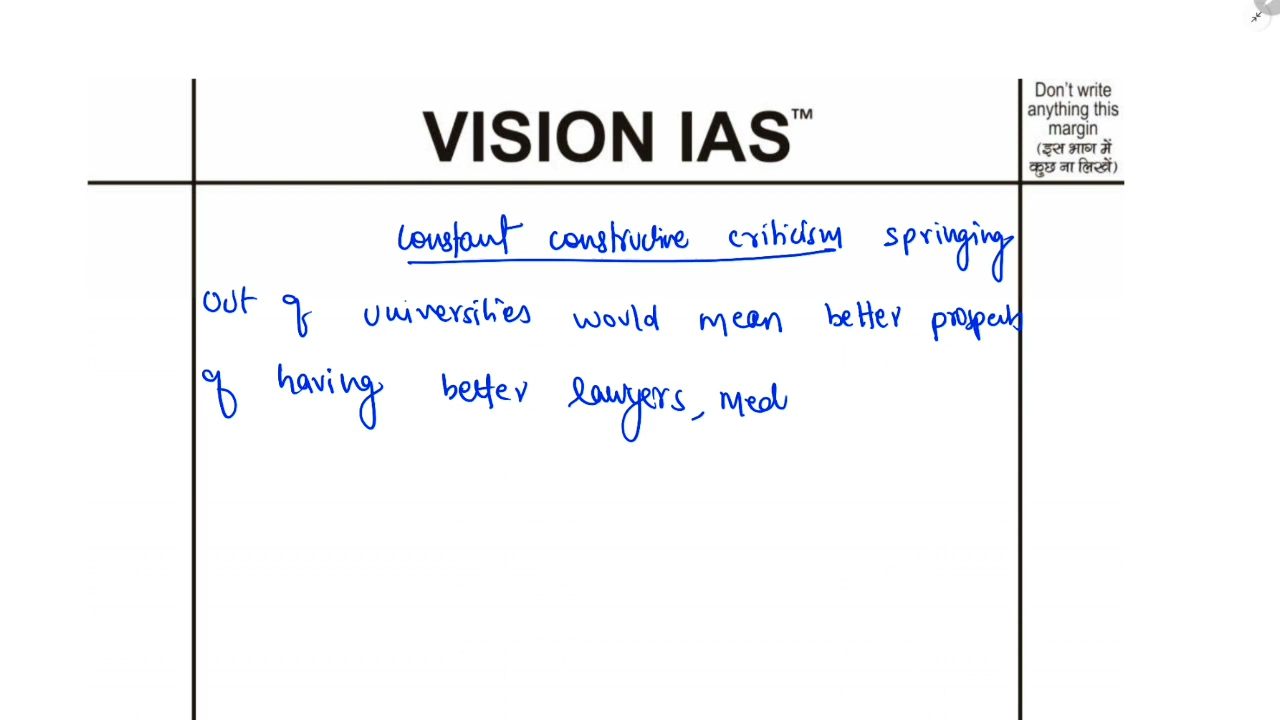 VISION IAS™
Don't write
anything this
margin
(इस भाग में
कुछ ना लिखें)
constant constructive criticism springing
out of universities would mean better prospects
of having better lawyers, med